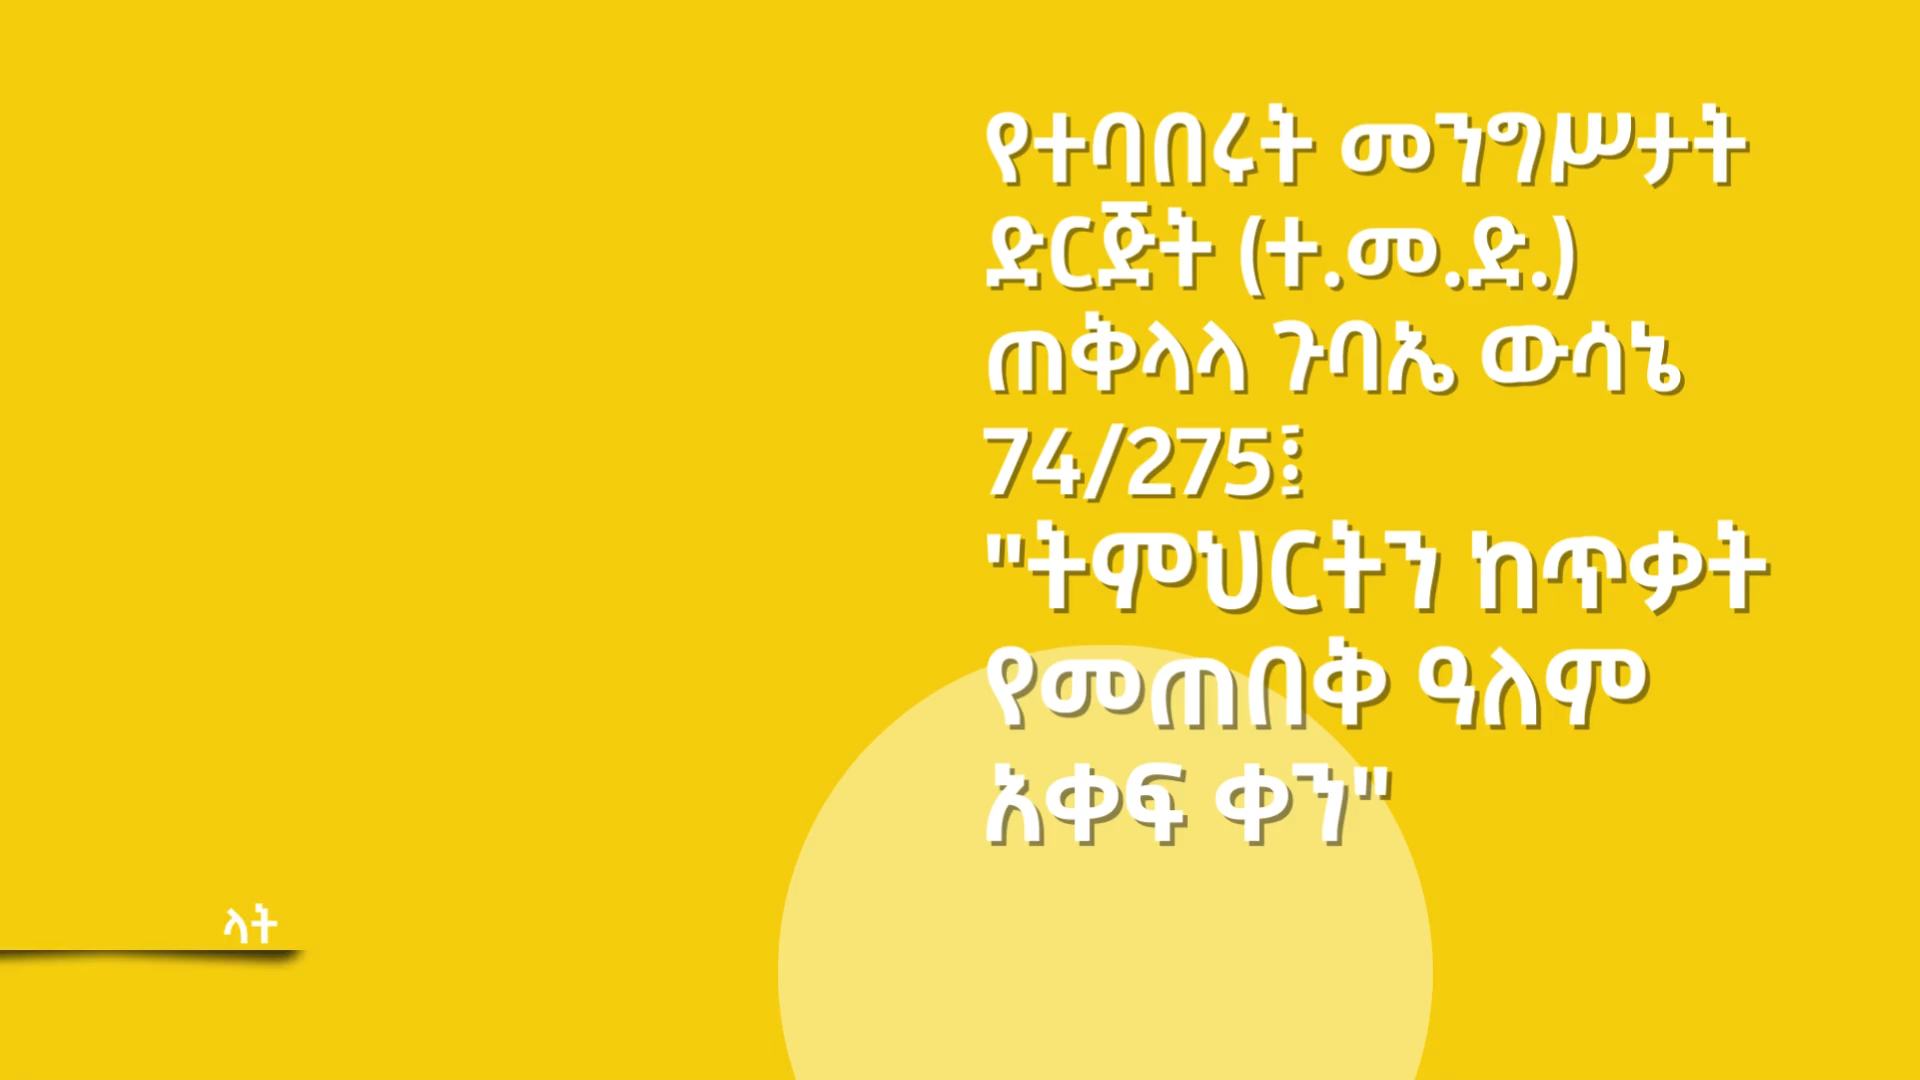 የተባበሩት መንግሥታት
ድርጅት (ተ.መ.ድ.)
ጠቅላላ ጉባኤ ውሳኔ
74/275፧
"ትምህርትን ከጥቃት
የመጠበቅ ዓለም
አቀፍ ቀን"
ላት